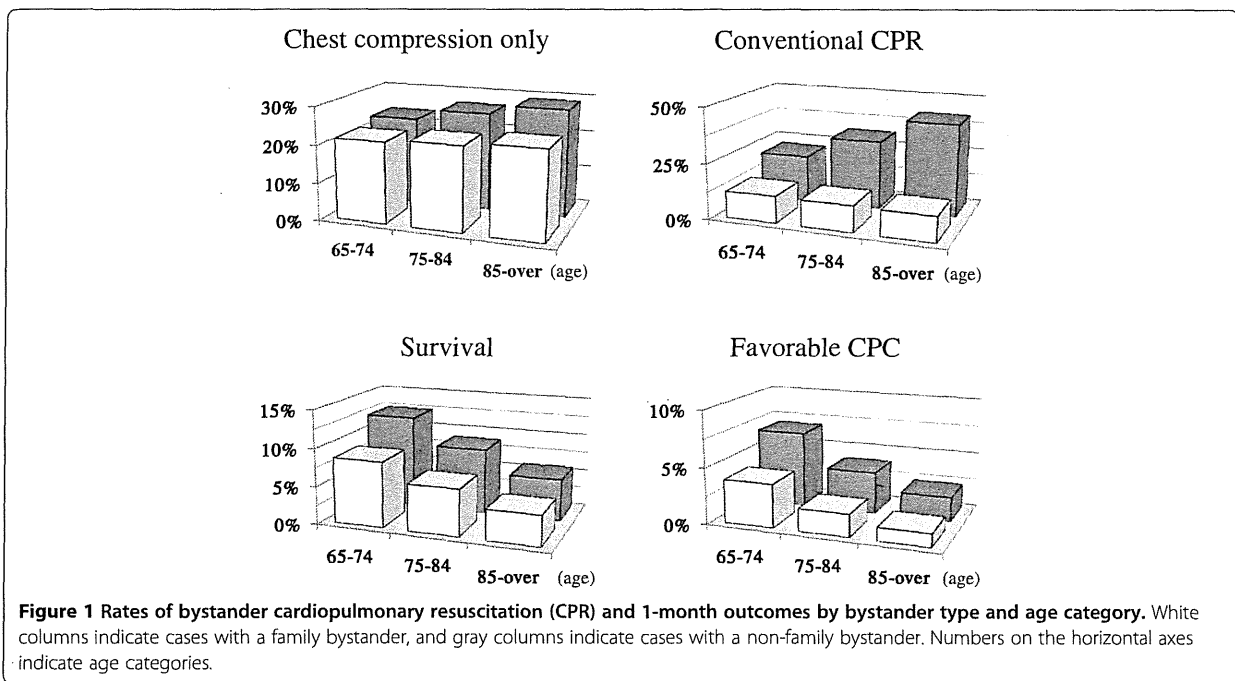 Chest compression only
30%
20%
10%
0%
65-74
75-84
85-over (age)
Conventional CPR
50%
25%
0%
65-74
75-84
85-over (age)
Survival
15%
10%
5%
0%
65-74
75-84
85-over (age)
Favorable CPC
10%
5%
0%
65-74
75-84
85-over (age)
Figure 1 Rates of bystander cardiopulmonary resuscitation (CPR) and 1-month outcomes by bystander type and age category. White
columns indicate cases with a family bystander, and gray columns indicate cases with a non-family bystander. Numbers on the horizontal axes
indicate age categories.